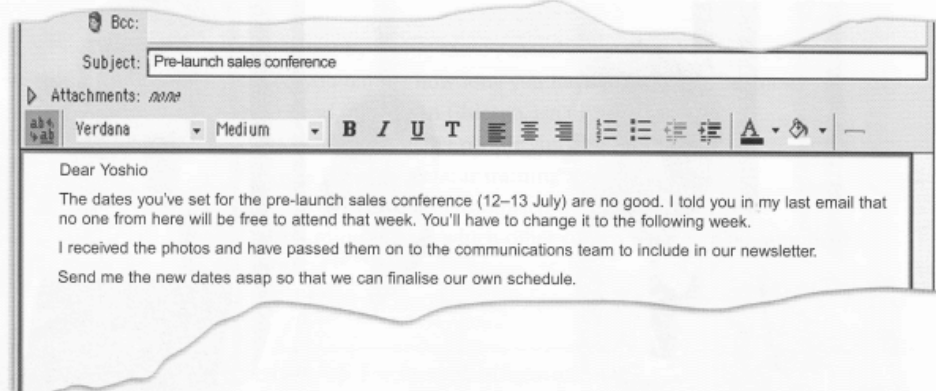 Bcc:
Subject: Pre-launch sales conference
Attachments: none
Verdana Medium B I U T A
Dear Yoshio
The dates you've set for the pre-launch sales conference (12–13 July) are no good. I told you in my last email that
no one from here will be free to attend that week. You'll have to change it to the following week.
I received the photos and have passed them on to the communications team to include in our newsletter.
Send me the new dates asap so that we can finalise our own schedule.